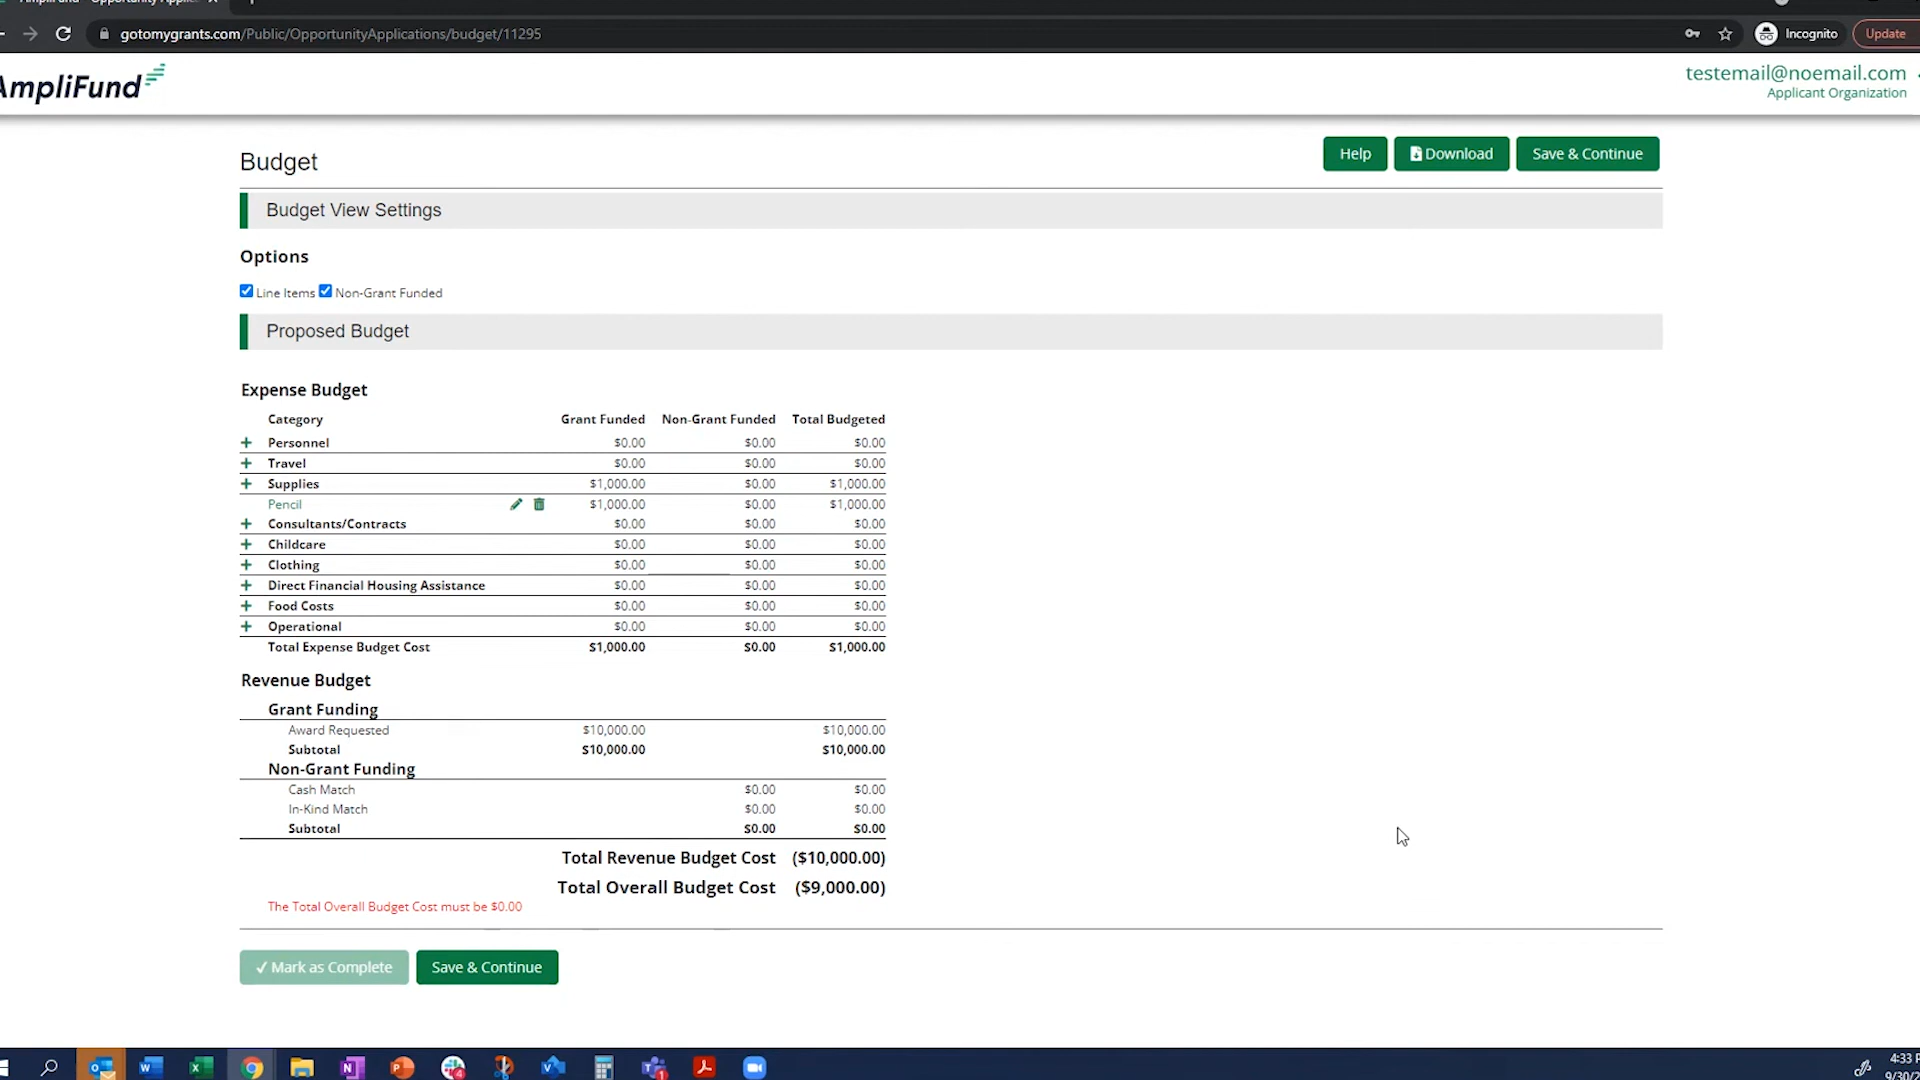 gotomygrants.com/Public/OpportunityApplications/budget/11295
Incognito
Update
AmpliFund
testemail@noemail.com
Applicant Organization
Budget
Help
Download
Save & Continue
Budget View Settings
Options
Line Items Non-Grant Funded
Proposed Budget
Expense Budget
Category Grant Funded Non-Grant Funded Total Budgeted
+ Personnel $0.00 $0.00 $0.00
+ Travel $0.00 $0.00 $0.00
+ Supplies $1,000.00 $0.00 $1,000.00
Pencil $1,000.00 $0.00 $1,000.00
+ Consultants/Contracts $0.00 $0.00 $0.00
+ Childcare $0.00 $0.00 $0.00
+ Clothing $0.00 $0.00 $0.00
+ Direct Financial Housing Assistance $0.00 $0.00 $0.00
+ Food Costs $0.00 $0.00 $0.00
+ Operational $0.00 $0.00 $0.00
Total Expense Budget Cost $1,000.00 $0.00 $1,000.00
Revenue Budget
Grant Funding
Award Requested $10,000.00 $10,000.00
Subtotal $10,000.00 $10,000.00
Non-Grant Funding
Cash Match $0.00 $0.00
In-Kind Match $0.00 $0.00
Subtotal $0.00 $0.00
Total Revenue Budget Cost ($10,000.00)
Total Overall Budget Cost ($9,000.00)
The Total Overall Budget Cost must be $0.00
✓ Mark as Complete
Save & Continue
4:33
9/30/2